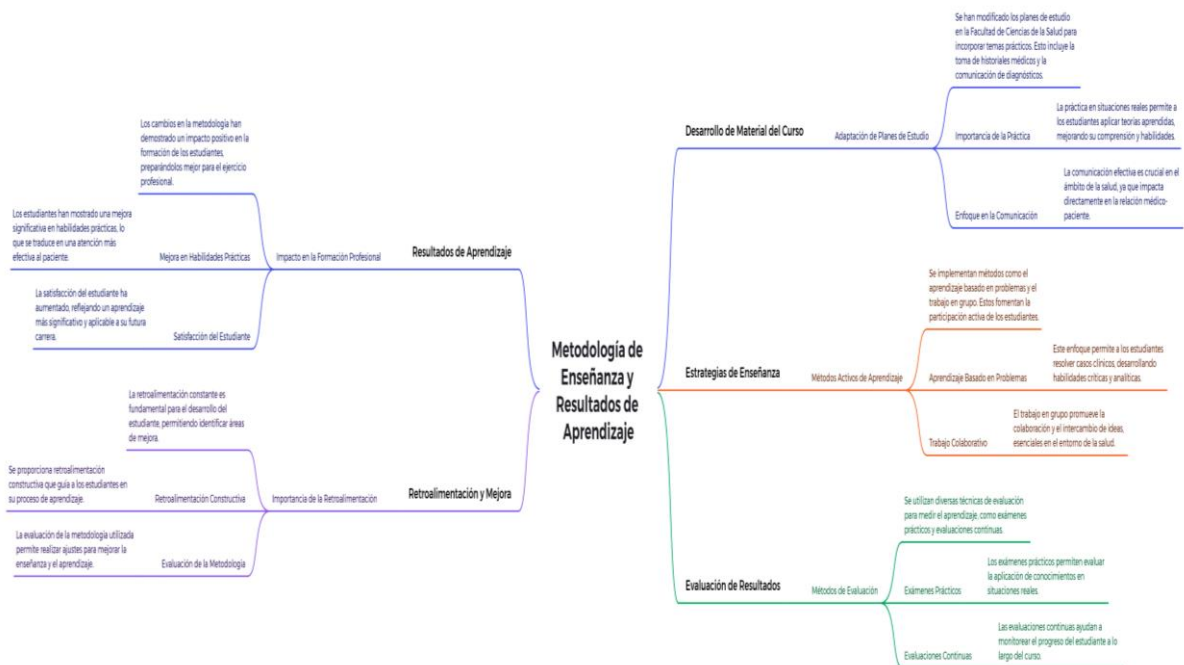 Metodología de
Enseñanza y
Resultados de
Aprendizaje
Desarrollo de Material del Curso
Adaptación de Planes de Estudio
Se han modificado los planes de estudio
en la Facultad de Ciencias de la Salud para
incorporar temas prácticos. Esto incluye la
toma de historiales médicos y la
comunicación de diagnósticos.
Importancia de la Práctica
La práctica en situaciones reales permite a
los estudiantes aplicar teorías aprendidas,
mejorando su comprensión y habilidades.
Enfoque en la Comunicación
La comunicación efectiva es crucial en el
ámbito de la salud, ya que impacta
directamente en la relación médico-
paciente.
Estrategias de Enseñanza
Métodos Activos de Aprendizaje
Se implementan métodos como el
aprendizaje basado en problemas y el
trabajo en grupo. Estos fomentan la
participación activa de los estudiantes.
Aprendizaje Basado en Problemas
Este enfoque permite a los estudiantes
resolver casos clínicos, desarrollando
habilidades críticas y analíticas.
Trabajo Colaborativo
El trabajo en grupo promueve la
colaboración y el intercambio de ideas,
esenciales en el entorno de la salud.
Evaluación de Resultados
Métodos de Evaluación
Se utilizan diversas técnicas de evaluación
para medir el aprendizaje, como exámenes
prácticos y evaluaciones continuas.
Exámenes Prácticos
Los exámenes prácticos permiten evaluar
la aplicación de conocimientos en
situaciones reales.
Evaluaciones Continuas
Las evaluaciones continuas ayudan a
monitorear el progreso del estudiante a lo
largo del curso.
Resultados de Aprendizaje
Impacto en la Formación Profesional
Los cambios en la metodología han
demostrado un impacto positivo en la
formación de los estudiantes,
preparándolos mejor para el ejercicio
profesional.
Mejora en Habilidades Prácticas
Los estudiantes han mostrado una mejora
significativa en habilidades prácticas, lo
que se traduce en una atención más
efectiva al paciente.
Satisfacción del Estudiante
La satisfacción del estudiante ha
aumentado, reflejando un aprendizaje
más significativo y aplicable a su futura
carrera.
Retroalimentación y Mejora
Importancia de la Retroalimentación
La retroalimentación constante es
fundamental para el desarrollo del
estudiante, permitiendo identificar áreas
de mejora.
Retroalimentación Constructiva
Se proporciona retroalimentación
constructiva que guía a los estudiantes en
su proceso de aprendizaje.
Evaluación de la Metodología
La evaluación de la metodología utilizada
permite realizar ajustes para mejorar la
enseñanza y el aprendizaje.